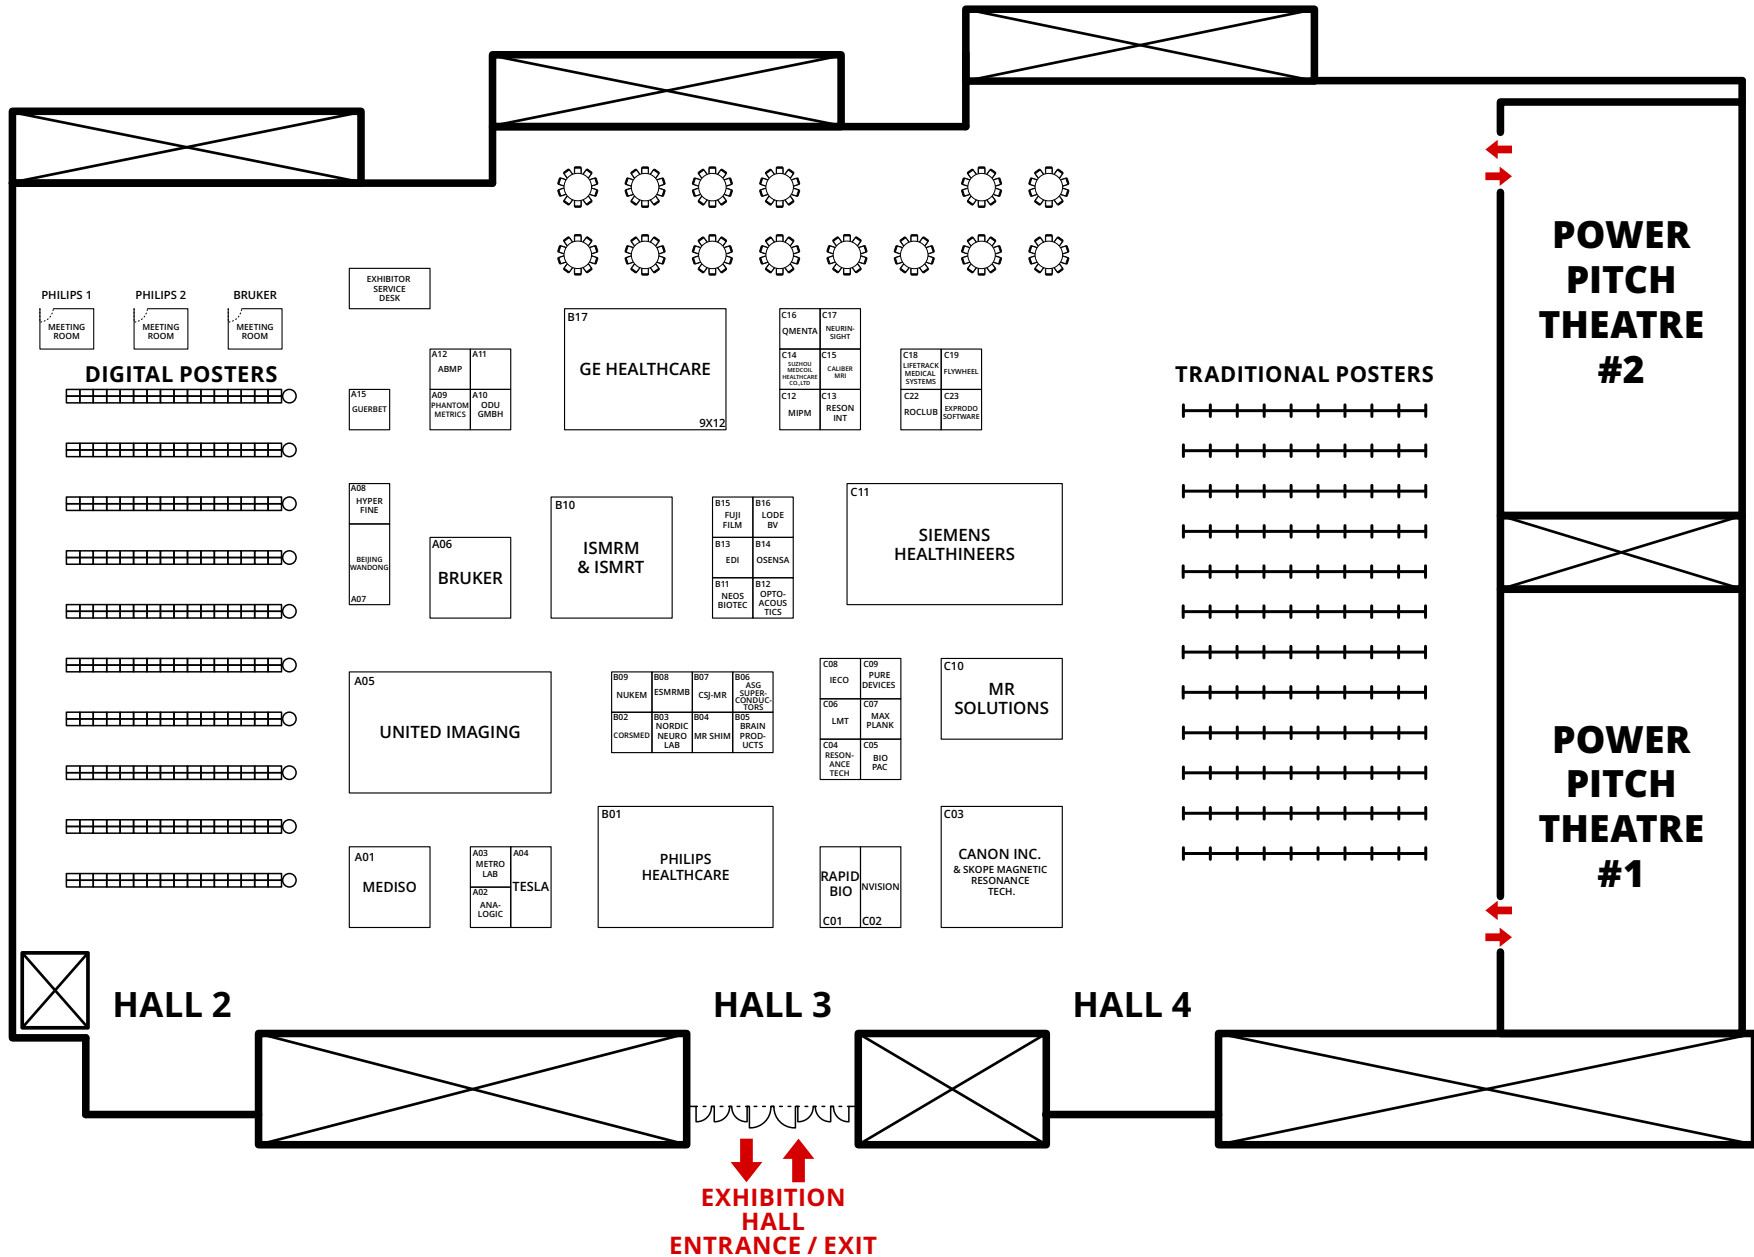 PHILIPS 1
MEETING
ROOM
PHILIPS 2
MEETING
ROOM
BRUKER
MEETING
ROOM
EXHIBITOR
SERVICE
DESK
DIGITAL POSTERS
A15
GUERBET
A12
ABMP
A11
A09
PHANTOM
METRICS
A10
ODU
GMBH
B17
GE HEALTHCARE
9X12
C16
QMENTA
C17
NEURIN-
SIGHT
C14
SUZHOU
MEDCOIL
HEALTHCARE
CO.,LTD
C15
CALIBER
MRI
C12
MIPM
C13
RESON
INT
C18
LIFETRACK
MEDICAL
SYSTEMS
C19
FLYWHEEL
C22
ROCLUB
C23
EXPRODO
SOFTWARE
TRADITIONAL POSTERS
POWER
PITCH
THEATRE
#2
A08
HYPER
FINE
BEIJING
WANDONG
A07
A06
BRUKER
B10
ISMRM
& ISMRT
B15
FUJI
FILM
B16
LODE
BV
B13
EDI
B14
OSENSA
B11
NEOS
BIOTEC
B12
OPTO-
ACOUS
TICS
C11
SIEMENS
HEALTHINEERS
A05
UNITED IMAGING
B09
NUKEM
B08
ESMRMB
B07
CSJ-MR
B06
ASG
SUPER-
CONDUC-
TORS
B02
CORSMED
B03
NORDIC
NEURO
LAB
B04
MR SHIM
B05
BRAIN
PROD-
UCTS
C08
IECO
C09
PURE
DEVICES
C06
LMT
C07
MAX
PLANK
C04
RESON-
ANCE
TECH
C05
BIO
PAC
C10
MR
SOLUTIONS
POWER
PITCH
THEATRE
#1
A01
MEDISO
A03
METRO
LAB
A04
TESLA
A02
ANA-
LOGIC
B01
PHILIPS
HEALTHCARE
RAPID
BIO
C01
NVISION
C02
C03
CANON INC.
& SKOPE MAGNETIC
RESONANCE
TECH.
HALL 2
HALL 3
HALL 4
EXHIBITION
HALL
ENTRANCE / EXIT